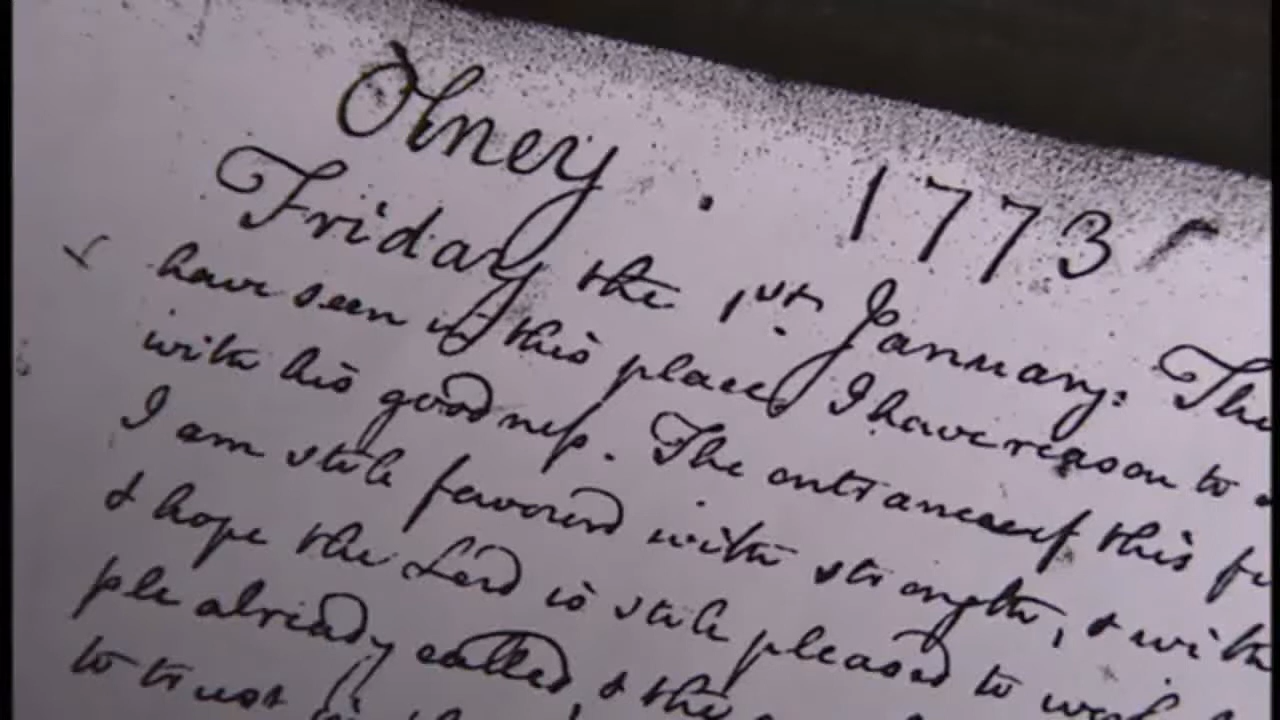 Olney . 1773
Friday the 1st. January: The
have seen in this place, I have reason to
with his goodness. The entrance of this
I am still favored with strength, & with
& hope the Lord is still pleased to work
ple already called, & the
to trust